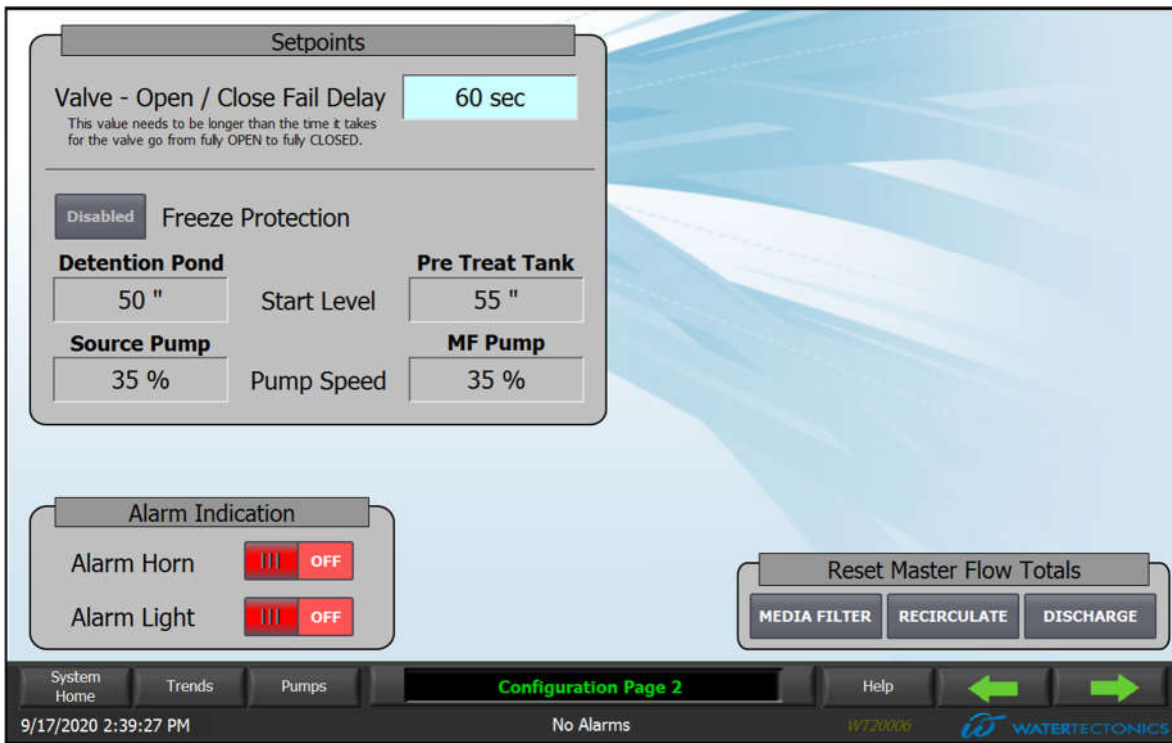 Setpoints
Valve - Open / Close Fail Delay
60 sec
This value needs to be longer than the time it takes
for the valve go from fully OPEN to fully CLOSED.
Disabled
Freeze Protection
Detention Pond
Pre Treat Tank
50 "
Start Level
55 "
Source Pump
MF Pump
35 %
Pump Speed
35 %
Alarm Indication
Alarm Horn
OFF
Alarm Light
OFF
Reset Master Flow Totals
MEDIA FILTER
RECIRCULATE
DISCHARGE
System
Home
Trends
Pumps
Configuration Page 2
Help
9/17/2020 2:39:27 PM
No Alarms
WT20006
WATERTECTONICS